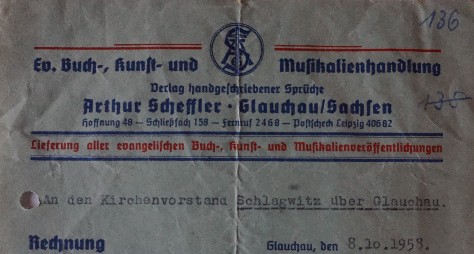 136
Ev. Buch-, Kunst- und Musikalienhandlung
Verlag handgeschriebener Sprüche
Arthur Scheffler · Glauchau/Sachsen
Hoffnung 48 — Schließfach 158 — Fernruf 2468 — Postscheck Leipzig 40682
138
Lieferung aller evangelischen Buch-, Kunst- und Musikalienveröffentlichungen
An den Kirchenvorstand Schlagwitz über Glauchau.
Rechnung
Glauchau, den 8.10.1953.